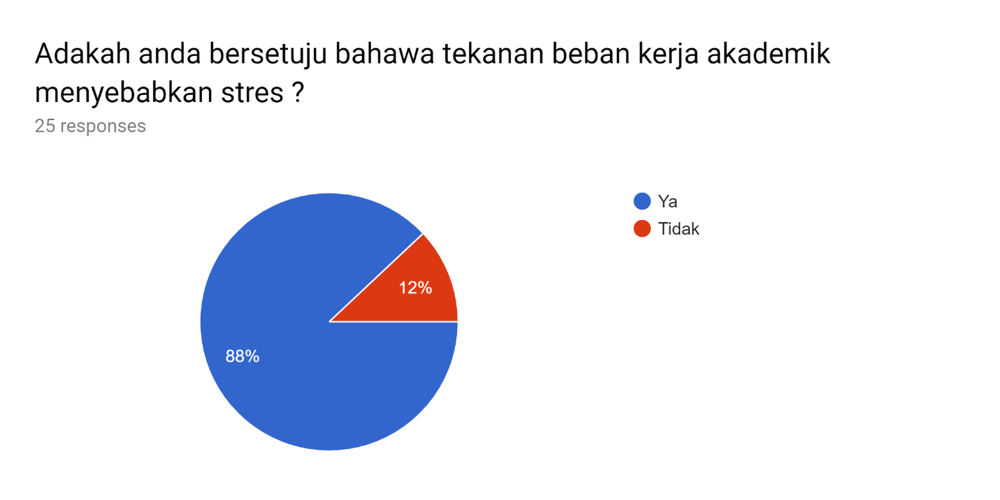 Adakah anda bersetuju bahawa tekanan beban kerja akademik
menyebabkan stres ?
25 responses
Ya
Tidak
12%
88%